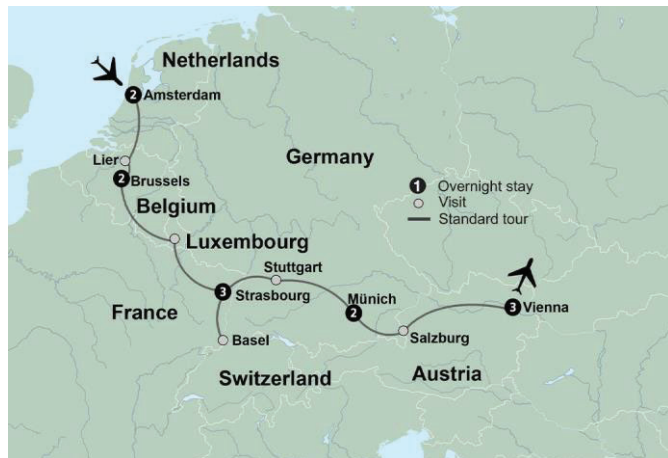 Netherlands
2 Amsterdam
Germany
Lier
2 Brussels
Belgium
1 Overnight stay
Visit
Standard tour
Luxembourg
Stuttgart
3 Strasbourg
France
Münich
2
3 Vienna
Basel
Salzburg
Switzerland
Austria